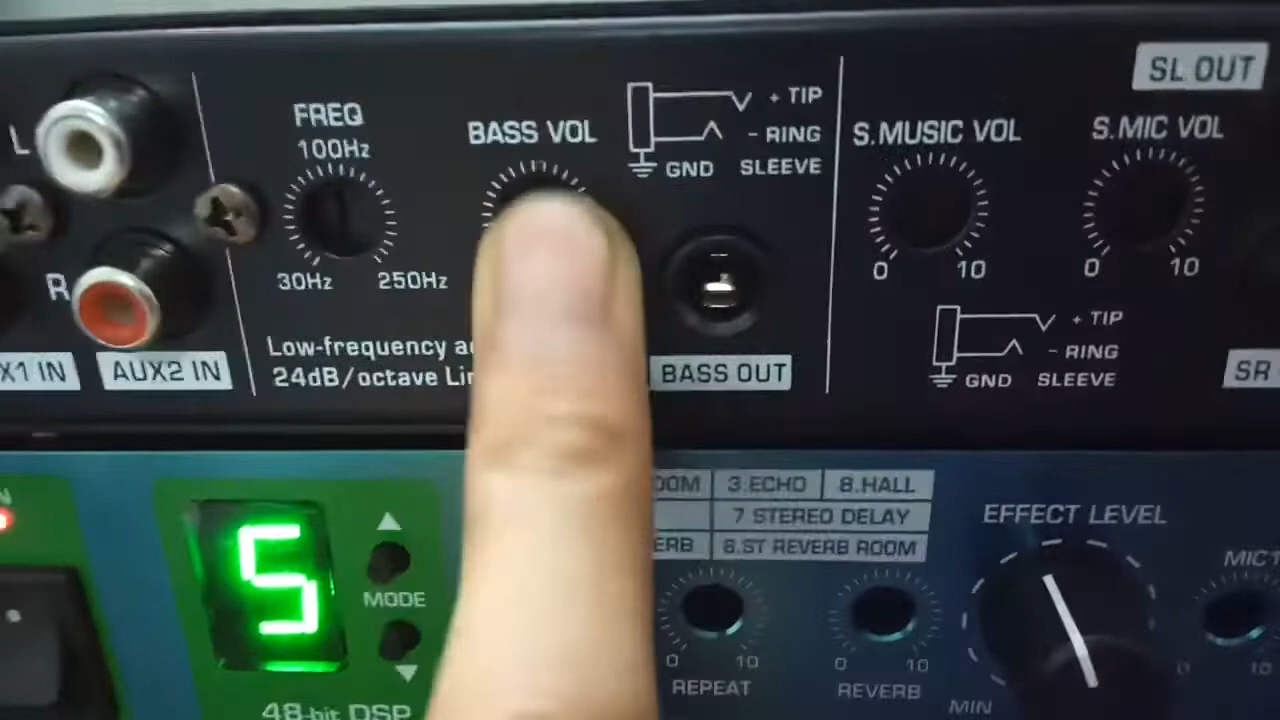 SL OUT
+ TIP
- RING
GND SLEEVE
FREQ
100Hz
30Hz 250Hz
BASS VOL
S.MUSIC VOL
0 10
S.MIC VOL
0 10
L
R
AUX2 IN
Low-frequency
24dB/octave
BASS OUT
+ TIP
- RING
GND SLEEVE
SR
5
MODE
48-bit DSP
3.ECHO 8.HALL
7 STEREO DELAY
6.ST REVERB ROOM
0 10
REPEAT
0 10
REVERB
EFFECT LEVEL
MIN
0 10